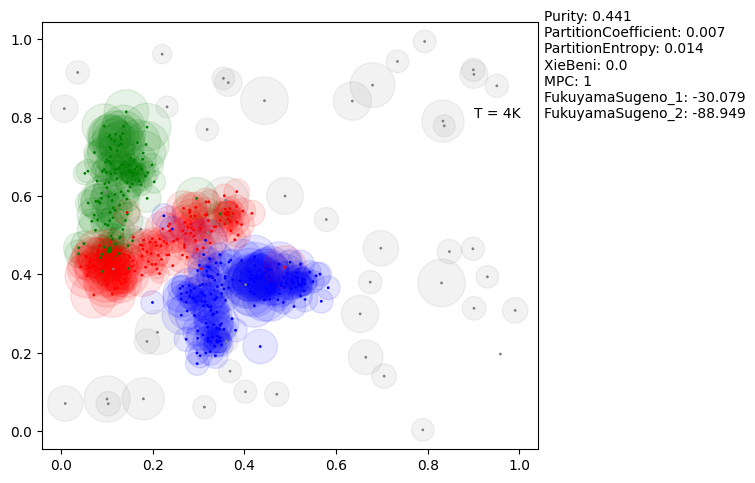 Purity: 0.441
PartitionCoefficient: 0.007
PartitionEntropy: 0.014
XieBeni: 0.0
MPC: 1
FukuyamaSugeno_1: -30.079
FukuyamaSugeno_2: -88.949
T = 4K
1.0
0.8
0.6
0.4
0.2
0.0
0.0 0.2 0.4 0.6 0.8 1.0